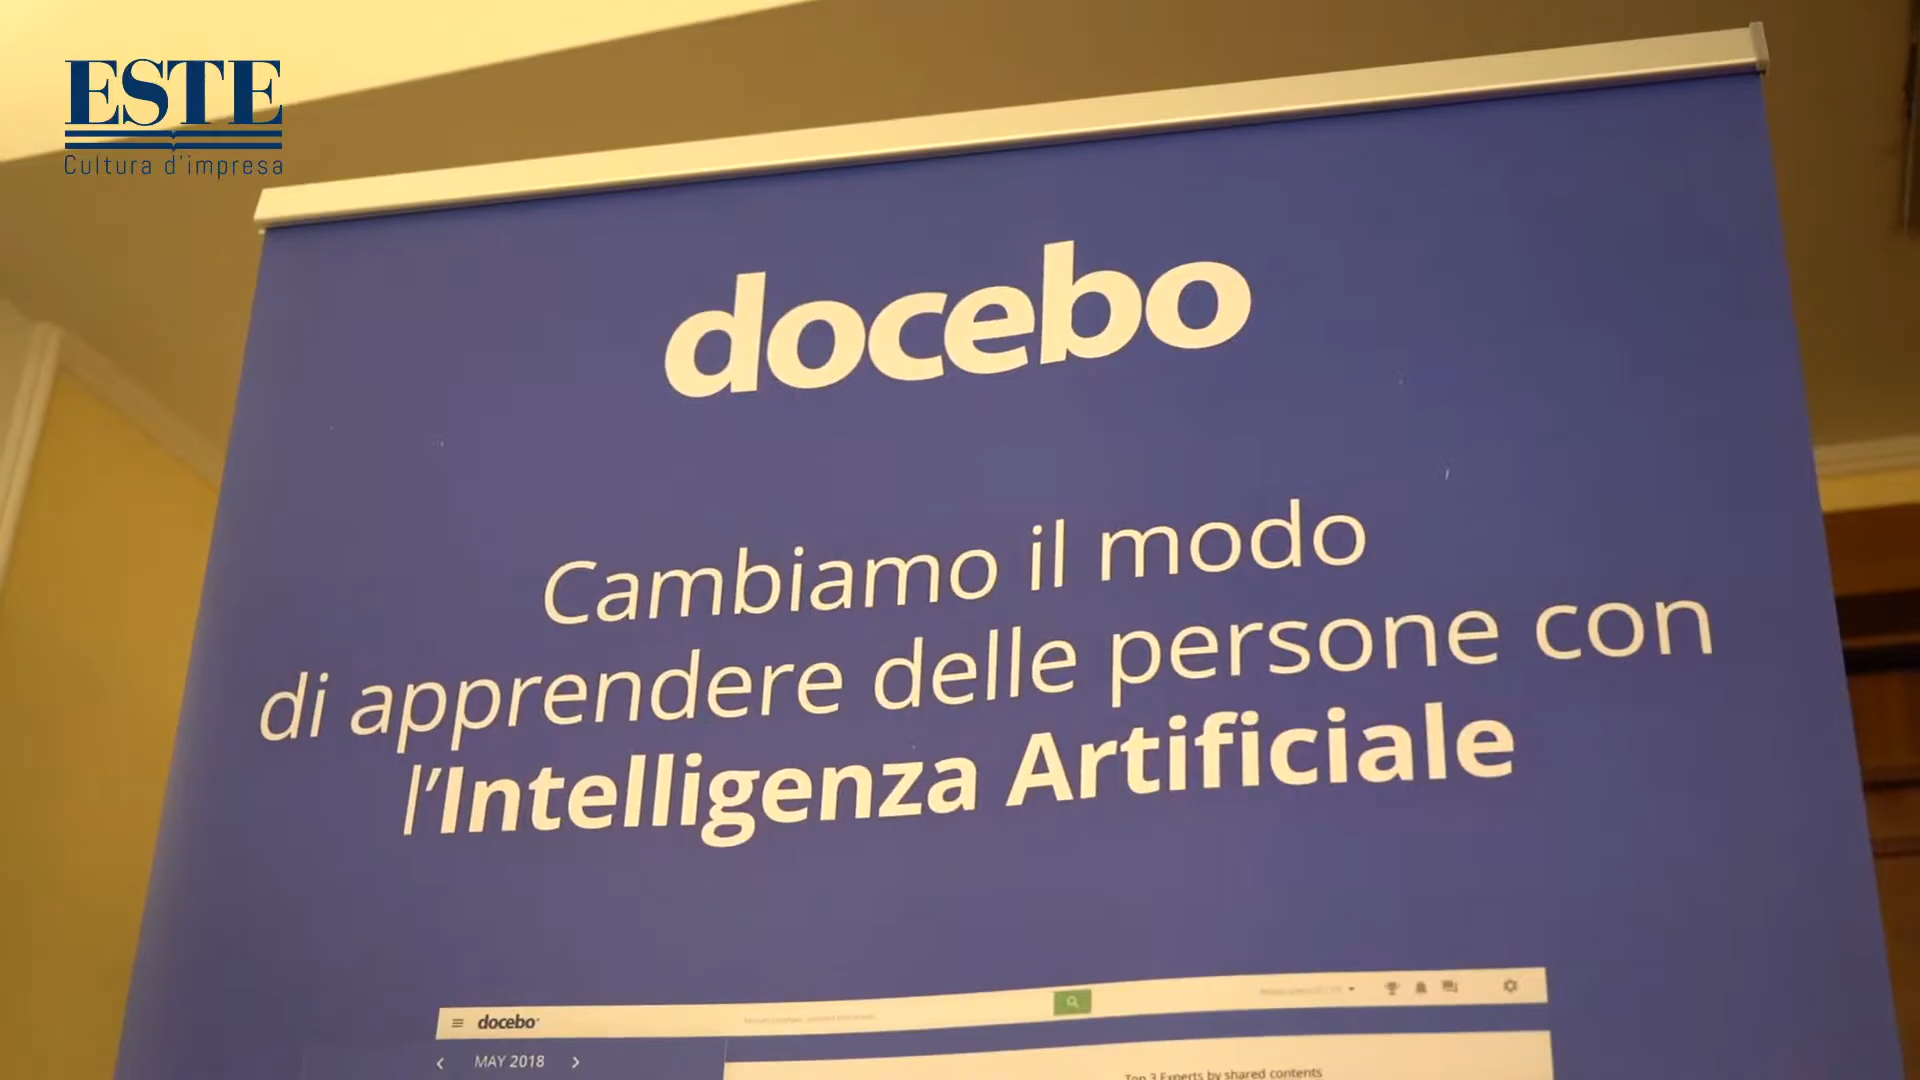 ESTE
Cultura d'impresa
docebo
Cambiamo il modo
di apprendere delle persone con
l'Intelligenza Artificiale
docebo
MAY 2018
Top 3 Experts by shared contents